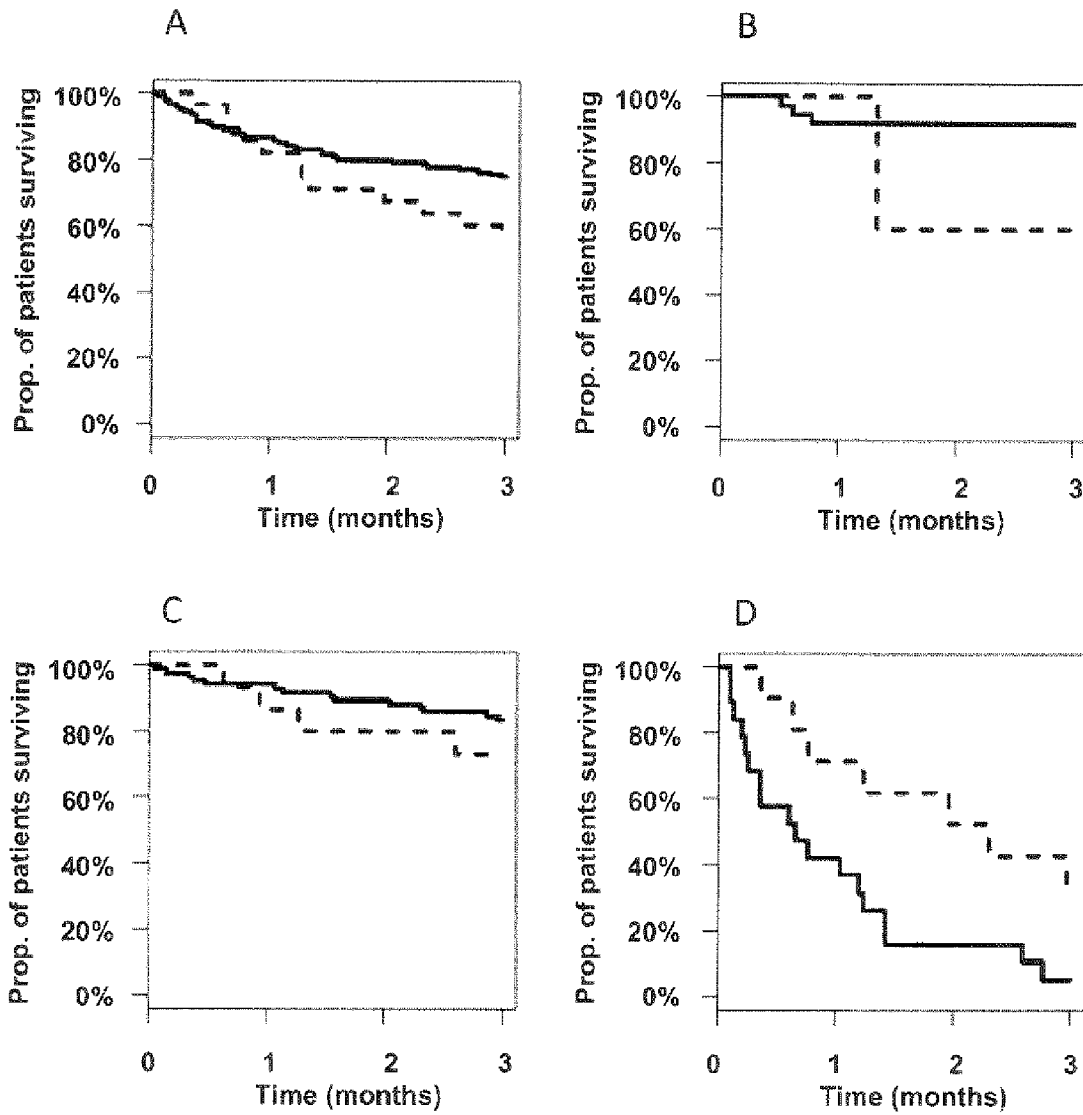 A
Prop. of patients surviving
100%
80%
60%
40%
20%
0%
0 1 2 3
Time (months)
B
Prop. of patients surviving
100%
80%
60%
40%
20%
0%
0 1 2 3
Time (months)
C
Prop. of patients surviving
100%
80%
60%
40%
20%
0%
0 1 2 3
Time (months)
D
Prop. of patients surviving
100%
80%
60%
40%
20%
0%
0 1 2 3
Time (months)